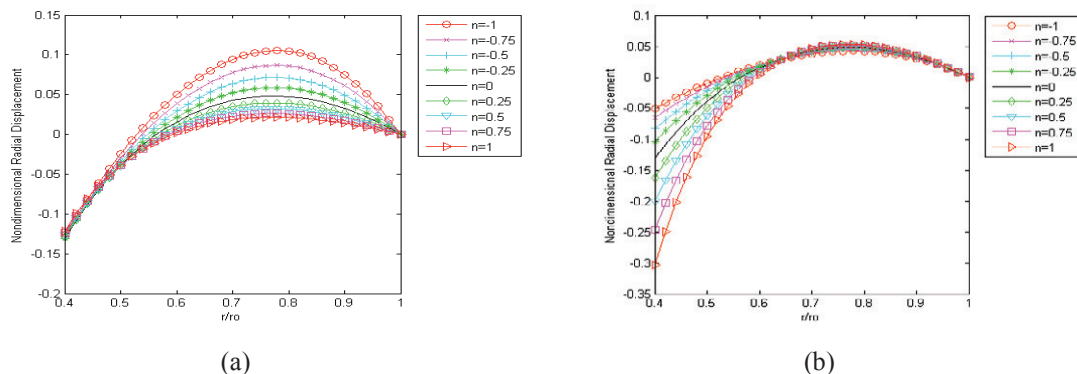 Nondimensional Radial Displacement
0.15
0.1
0.05
0
-0.05
-0.1
-0.15
-0.2
0.4
0.5
0.6
0.7
0.8
0.9
1
r/ro
n=-1
n=-0.75
n=-0.5
n=-0.25
n=0
n=0.25
n=0.5
n=0.75
n=1
(a)
Nondimensional Radial Displacement
0.1
0.05
0
-0.05
-0.1
-0.15
-0.2
-0.25
-0.3
-0.35
0.4
0.5
0.6
0.7
0.8
0.9
1
r/ro
n=-1
n=-0.75
n=-0.5
n=-0.25
n=0
n=0.25
n=0.5
n=0.75
n=1
(b)